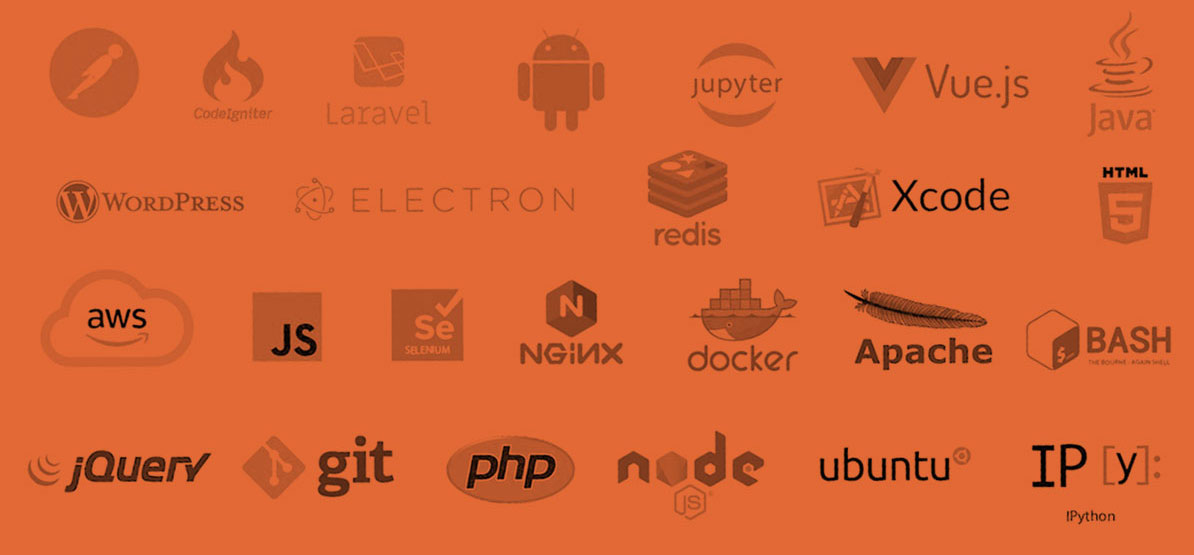 CodeIgniter
Laravel
jupyter
Vue.js
Java
W WORDPRESS
ELECTRON
redis
Xcode
HTML
5
aws
JS
Se
SELENIUM
N
NGiNX
docker
Apache
$_
BASH
THE BOURNE-AGAIN SHELL
jQuery
git
php
node
JS
ubuntu
IP[y]:
IPython